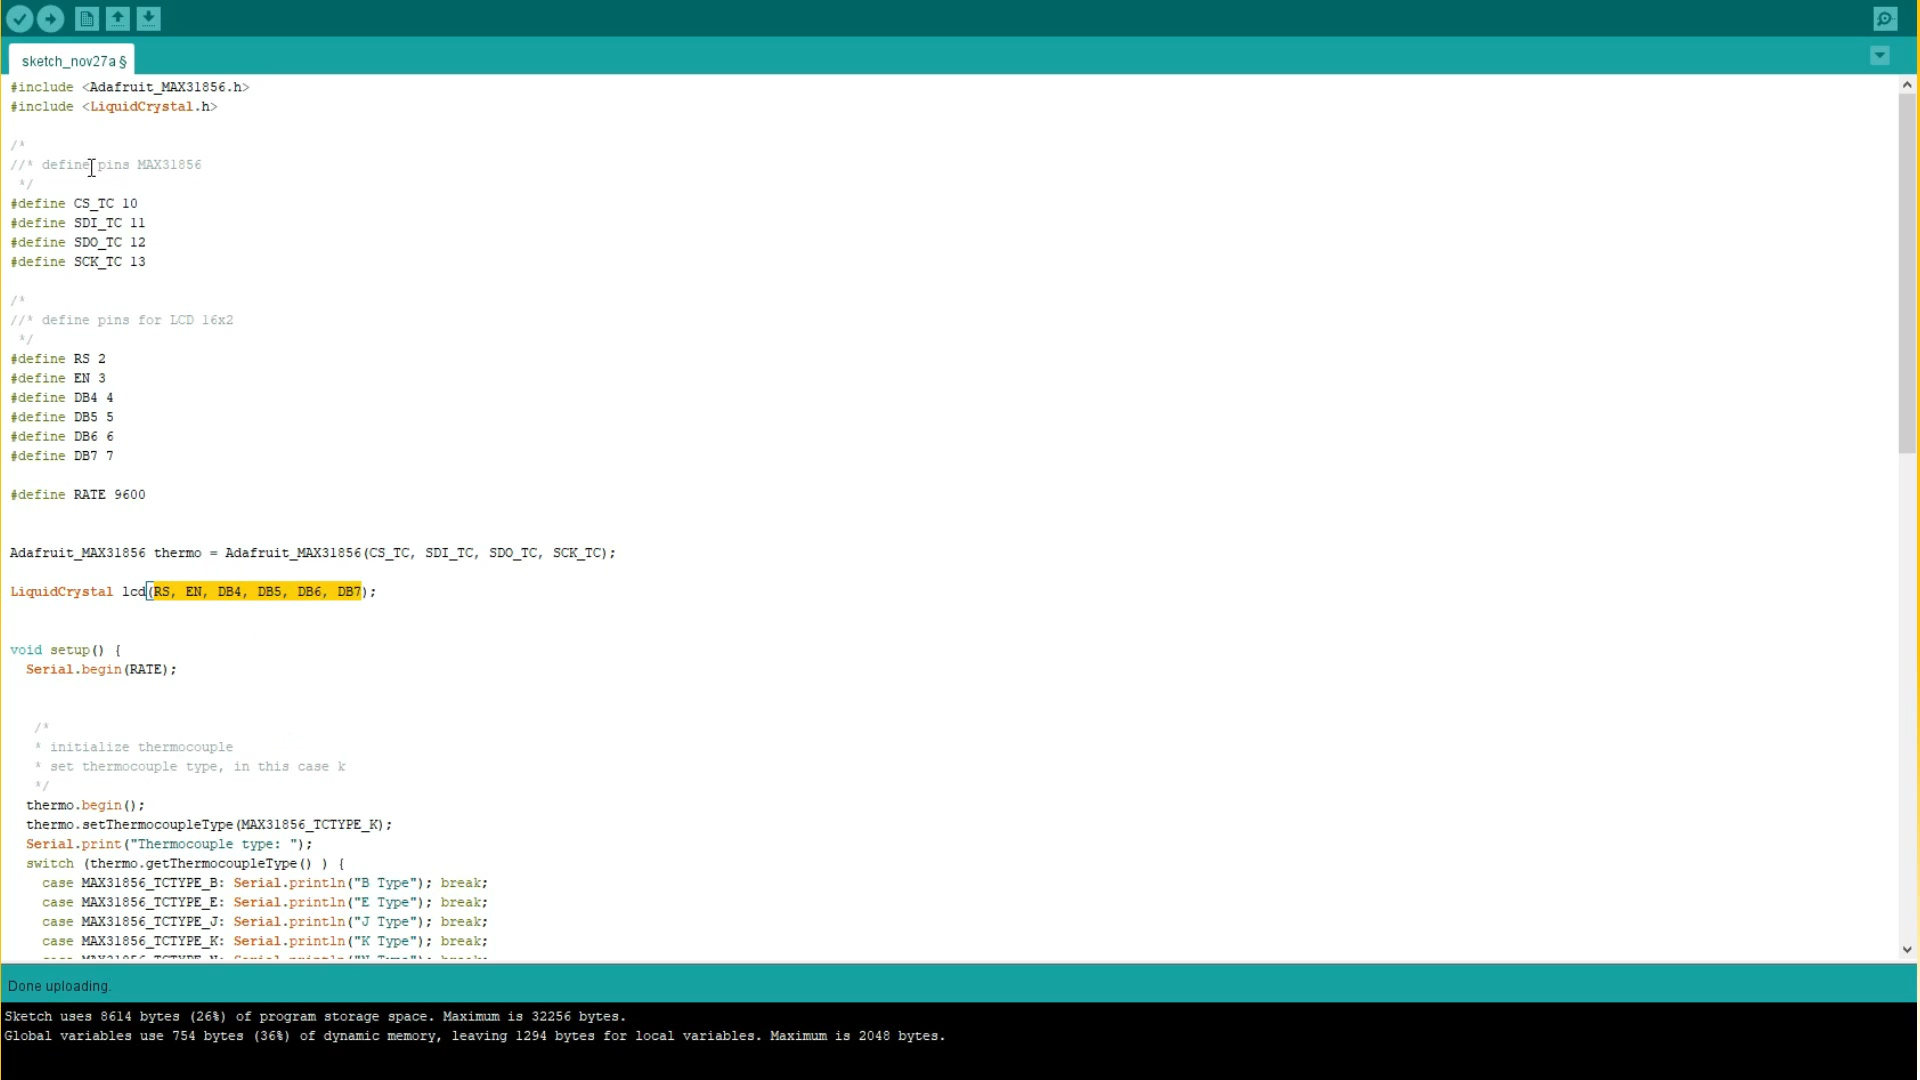 sketch_nov27a §
#include <Adafruit_MAX31856.h>
#include <LiquidCrystal.h>
/*
//* define pins MAX31856
*/
#define CS_TC 10
#define SDI_TC 11
#define SDO_TC 12
#define SCK_TC 13
/*
//* define pins for LCD 16x2
*/
#define RS 2
#define EN 3
#define DB4 4
#define DB5 5
#define DB6 6
#define DB7 7
#define RATE 9600
Adafruit_MAX31856 thermo = Adafruit_MAX31856(CS_TC, SDI_TC, SDO_TC, SCK_TC);
LiquidCrystal lcd(RS, EN, DB4, DB5, DB6, DB7);
void setup() {
Serial.begin(RATE);
/*
* initialize thermocouple
* set thermocouple type, in this case k
*/
thermo.begin();
thermo.setThermocoupleType(MAX31856_TCTYPE_K);
Serial.print("Thermocouple type: ");
switch (thermo.getThermocoupleType() ) {
case MAX31856_TCTYPE_B: Serial.println("B Type"); break;
case MAX31856_TCTYPE_E: Serial.println("E Type"); break;
case MAX31856_TCTYPE_J: Serial.println("J Type"); break;
case MAX31856_TCTYPE_K: Serial.println("K Type"); break;
Done uploading.
Sketch uses 8614 bytes (26%) of program storage space. Maximum is 32256 bytes.
Global variables use 754 bytes (36%) of dynamic memory, leaving 1294 bytes for local variables. Maximum is 2048 bytes.